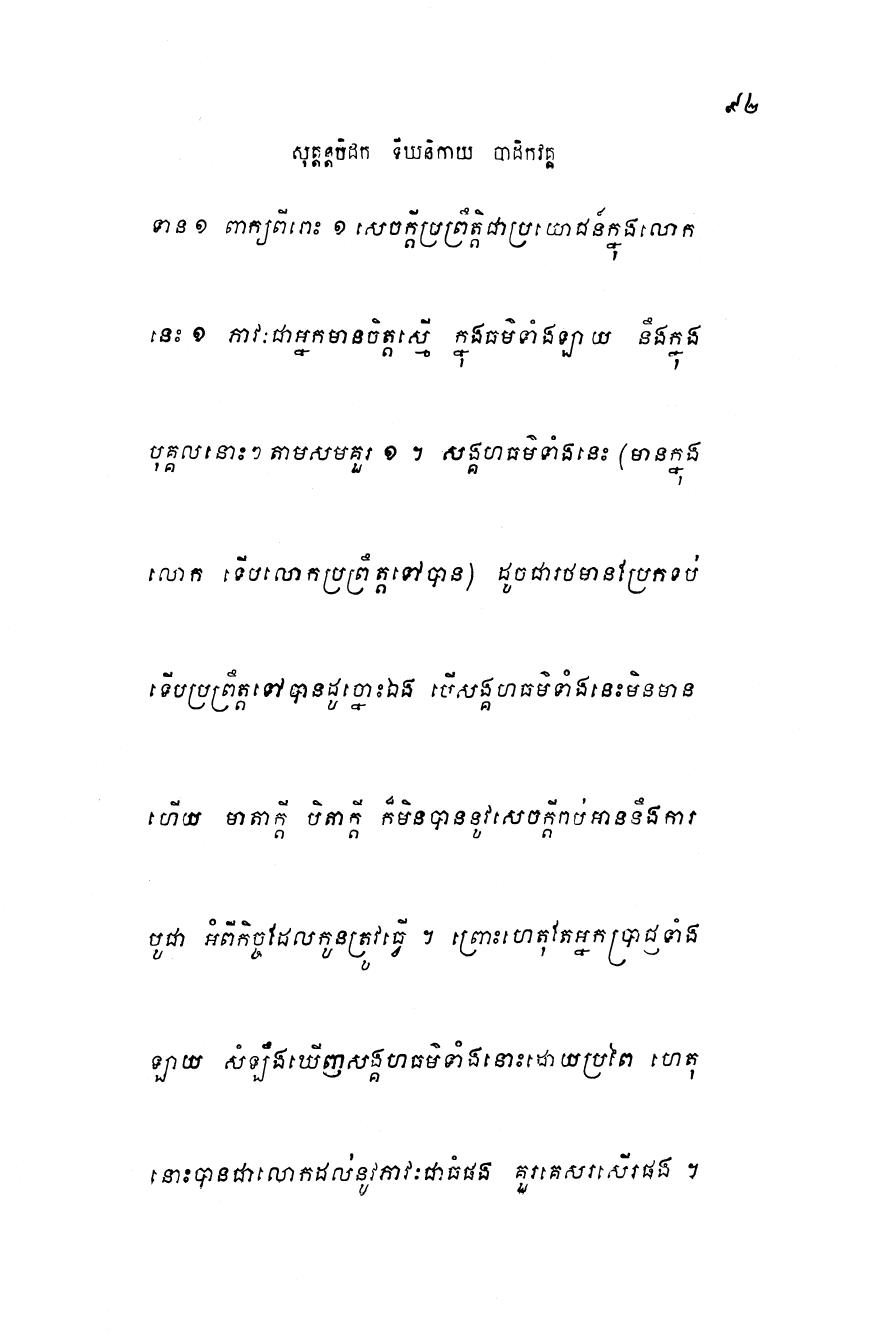 ៩២
សុត្តន្តបិដក ទីឃនិកាយ បាដិកវគ្គ
ទាន ១ ពាក្យពីរោះ ១ សេចក្តីប្រព្រឹត្តិជាប្រយោជន៍ក្នុងលោក
នេះ ១ ភាវៈជាអ្នកមានចិត្តស្មើ ក្នុងធម៌ទាំងឡាយ នឹងក្នុង
បុគ្គលនោះៗ តាមសមគួរ ១ ។ សង្គហធម៌ទាំងនេះ (មានក្នុង
លោក ទើបលោកប្រព្រឹត្តទៅបាន) ដូចជារថមានប្រែកទប់
ទើបប្រព្រឹត្តទៅបានដូច្នោះឯង បើសង្គហធម៌ទាំងនេះមិនមាន
ហើយ មាតាក្តី បិតាក្តី ក៏មិនបាននូវសេចក្តីរាប់អាននឹងការ
បូជា អំពីកិច្ចដែលកូនត្រូវធ្វើ ។ ព្រោះហេតុតែអ្នកប្រាជ្ញទាំង
ឡាយ សំឡឹងឃើញសង្គហធម៌ទាំងនោះដោយប្រពៃ ហេតុ
នោះបានជាលោកដល់នូវភាវៈជាធំផង គួរគេសរសើរផង ។